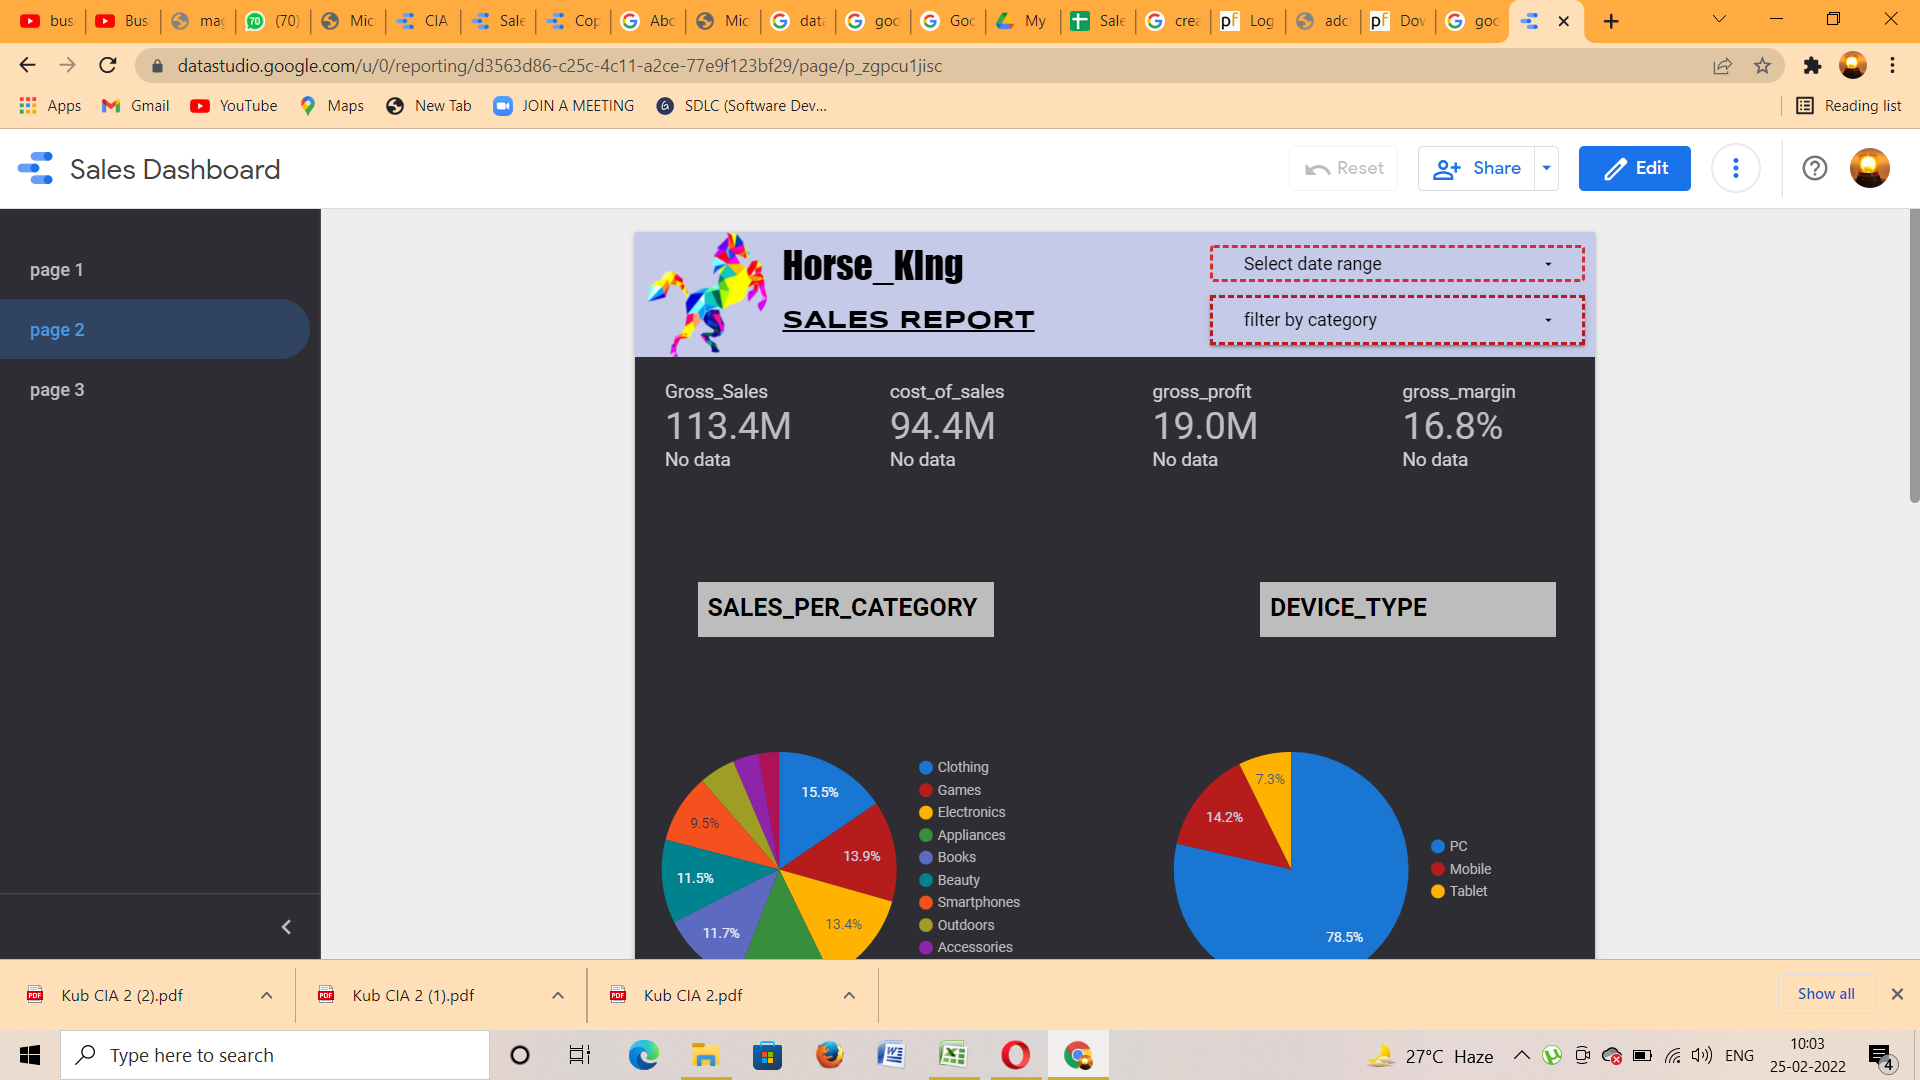 bus
Bus
mag
(70)
Mic
CIA
Sale
Cop
Abc
Mic
data
goo
Goo
My
Sale
crea
Log
adcl
Dov
goo
datastudio.google.com/u/0/reporting/d3563d86-c25c-4c11-a2ce-77e9f123bf29/page/p_zgpcu1jisc
Apps
Gmail
YouTube
Maps
New Tab
JOIN A MEETING
SDLC (Software Dev...
Reading list
Sales Dashboard
Reset
Share
Edit
page 1
page 2
page 3
Horse_KIng
SALES REPORT
Select date range
filter by category
Gross_Sales
113.4M
No data
cost_of_sales
94.4M
No data
gross_profit
19.0M
No data
gross_margin
16.8%
No data
SALES_PER_CATEGORY
DEVICE_TYPE
15.5%
13.9%
13.4%
11.7%
11.5%
9.5%
Clothing
Games
Electronics
Appliances
Books
Beauty
Smartphones
Outdoors
Accessories
7.3%
14.2%
78.5%
PC
Mobile
Tablet
Kub CIA 2 (2).pdf
Kub CIA 2 (1).pdf
Kub CIA 2.pdf
Show all
Type here to search
27°C Haze
ENG
10:03
25-02-2022
4